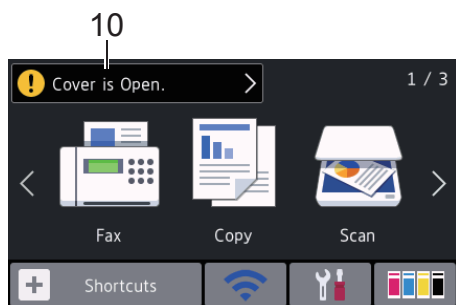 10
! Cover is Open. >
1 / 3
Fax Copy Scan
+ Shortcuts